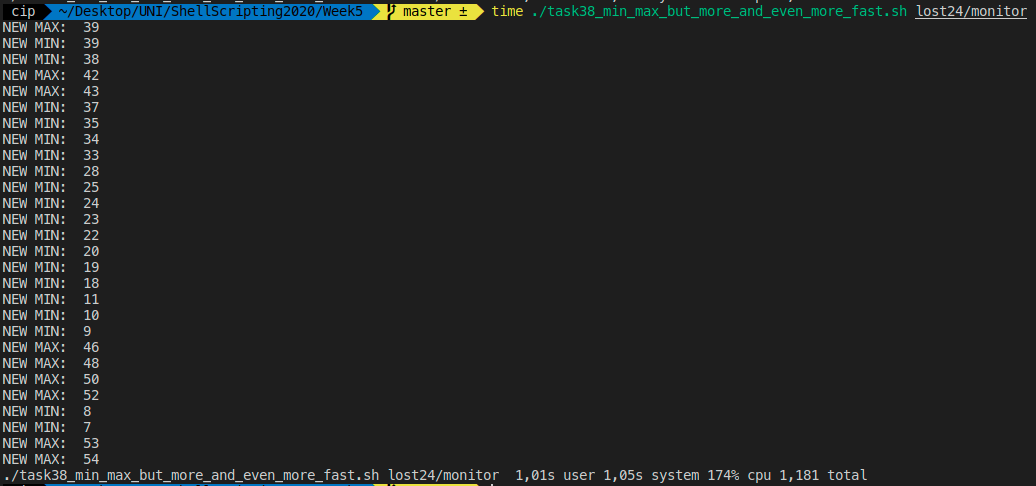 cip ~/Desktop/UNI/ShellScripting2020/Week5 master ± time ./task38_min_max_but_more_and_even_more_fast.sh lost24/monitor
NEW MAX: 39
NEW MIN: 39
NEW MIN: 38
NEW MAX: 42
NEW MAX: 43
NEW MIN: 37
NEW MIN: 35
NEW MIN: 34
NEW MIN: 33
NEW MIN: 28
NEW MIN: 25
NEW MIN: 24
NEW MIN: 23
NEW MIN: 22
NEW MIN: 20
NEW MIN: 19
NEW MIN: 18
NEW MIN: 11
NEW MIN: 10
NEW MIN: 9
NEW MAX: 46
NEW MAX: 48
NEW MAX: 50
NEW MAX: 52
NEW MIN: 8
NEW MIN: 7
NEW MAX: 53
NEW MAX: 54
./task38_min_max_but_more_and_even_more_fast.sh lost24/monitor 1,01s user 1,05s system 174% cpu 1,181 total